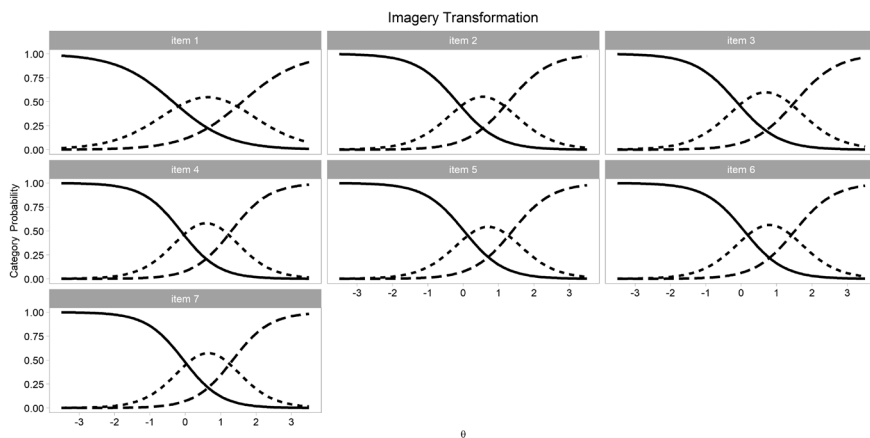 Imagery Transformation
item 1 item 2 item 3
1.00
0.75
0.50
0.25
0.00
item 4 item 5 item 6
Category Probability
1.00
0.75
0.50
0.25
0.00
-3 -2 -1 0 1 2 3 -3 -2 -1 0 1 2 3
item 7
1.00
0.75
0.50
0.25
0.00
-3 -2 -1 0 1 2 3
θ